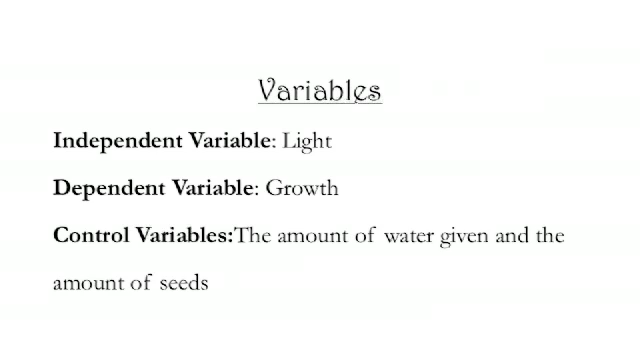 Variables
Independent Variable: Light
Dependent Variable: Growth
Control Variables:The amount of water given and the
amount of seeds